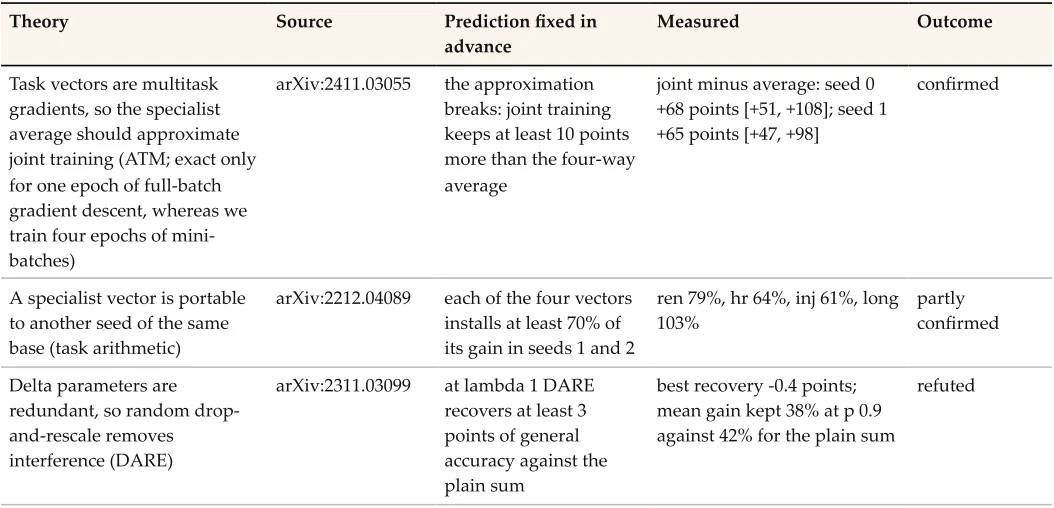 Theory Source Prediction fixed in advance Measured Outcome
Task vectors are multitask
gradients, so the specialist
average should approximate
joint training (ATM; exact only
for one epoch of full-batch
gradient descent, whereas we
train four epochs of mini-
batches)
arXiv:2411.03055
the approximation
breaks: joint training
keeps at least 10 points
more than the four-way
average
joint minus average: seed 0
+68 points [+51, +108]; seed 1
+65 points [+47, +98]
confirmed
A specialist vector is portable
to another seed of the same
base (task arithmetic)
arXiv:2212.04089
each of the four vectors
installs at least 70% of
its gain in seeds 1 and 2
ren 79%, hr 64%, inj 61%, long
103%
partly
confirmed
Delta parameters are
redundant, so random drop-
and-rescale removes
interference (DARE)
arXiv:2311.03099
at lambda 1 DARE
recovers at least 3
points of general
accuracy against the
plain sum
best recovery -0.4 points;
mean gain kept 38% at p 0.9
against 42% for the plain sum
refuted